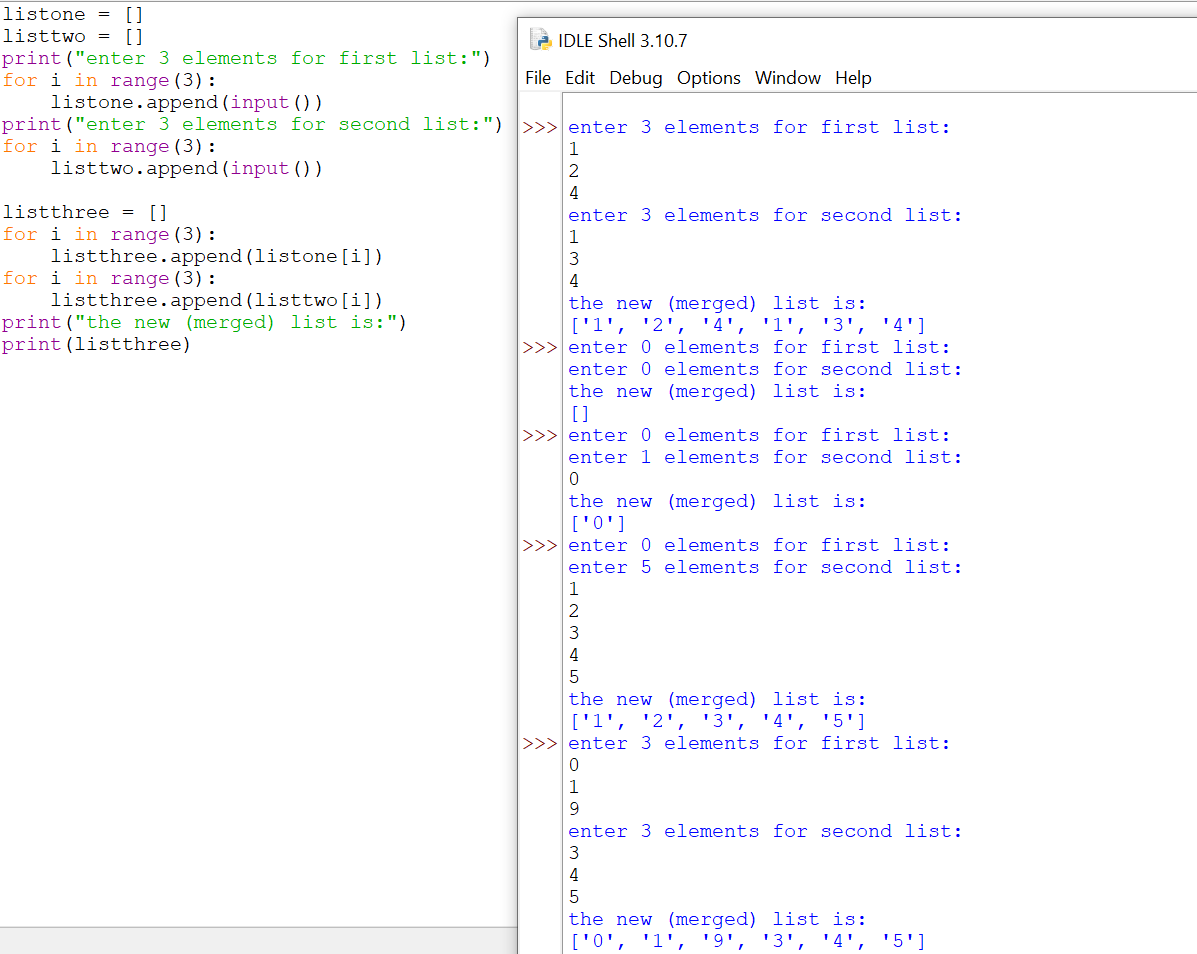 listone = []
listtwo = []
print("enter 3 elements for first list:")
for i in range(3):
    listone.append(input())
print("enter 3 elements for second list:")
for i in range(3):
    listtwo.append(input())

listthree = []
for i in range(3):
    listthree.append(listone[i])
for i in range(3):
    listthree.append(listtwo[i])
print("the new (merged) list is:")
print(listthree)
IDLE Shell 3.10.7
File Edit Debug Options Window Help
>>> enter 3 elements for first list:
1
2
4
enter 3 elements for second list:
1
3
4
the new (merged) list is:
['1', '2', '4', '1', '3', '4']
>>> enter 0 elements for first list:
enter 0 elements for second list:
the new (merged) list is:
[]
>>> enter 0 elements for first list:
enter 1 elements for second list:
0
the new (merged) list is:
['0']
>>> enter 0 elements for first list:
enter 5 elements for second list:
1
2
3
4
5
the new (merged) list is:
['1', '2', '3', '4', '5']
>>> enter 3 elements for first list:
0
1
9
enter 3 elements for second list:
3
4
5
the new (merged) list is:
['0', '1', '9', '3', '4', '5']